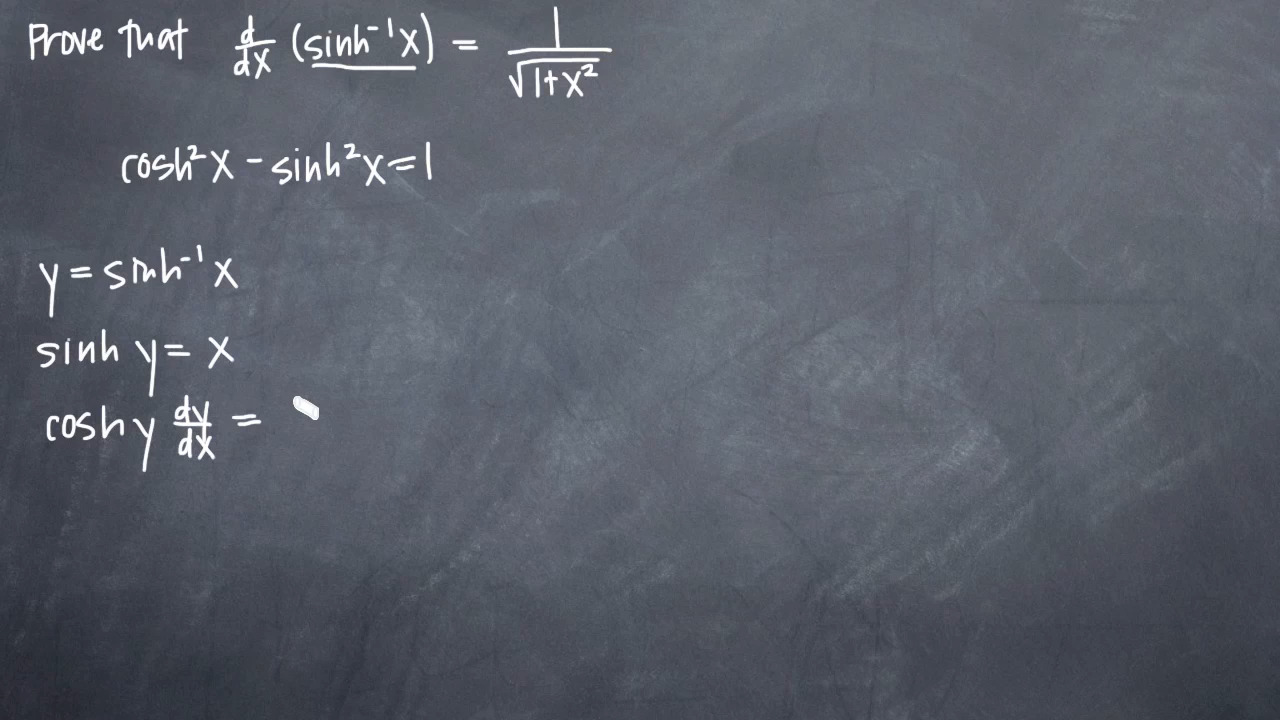 Prove that d/dx (sinh⁻¹x) = 1/√(1+x²)
cosh²x - sinh²x = 1
y = sinh⁻¹x
sinh y = x
cosh y dy/dx =